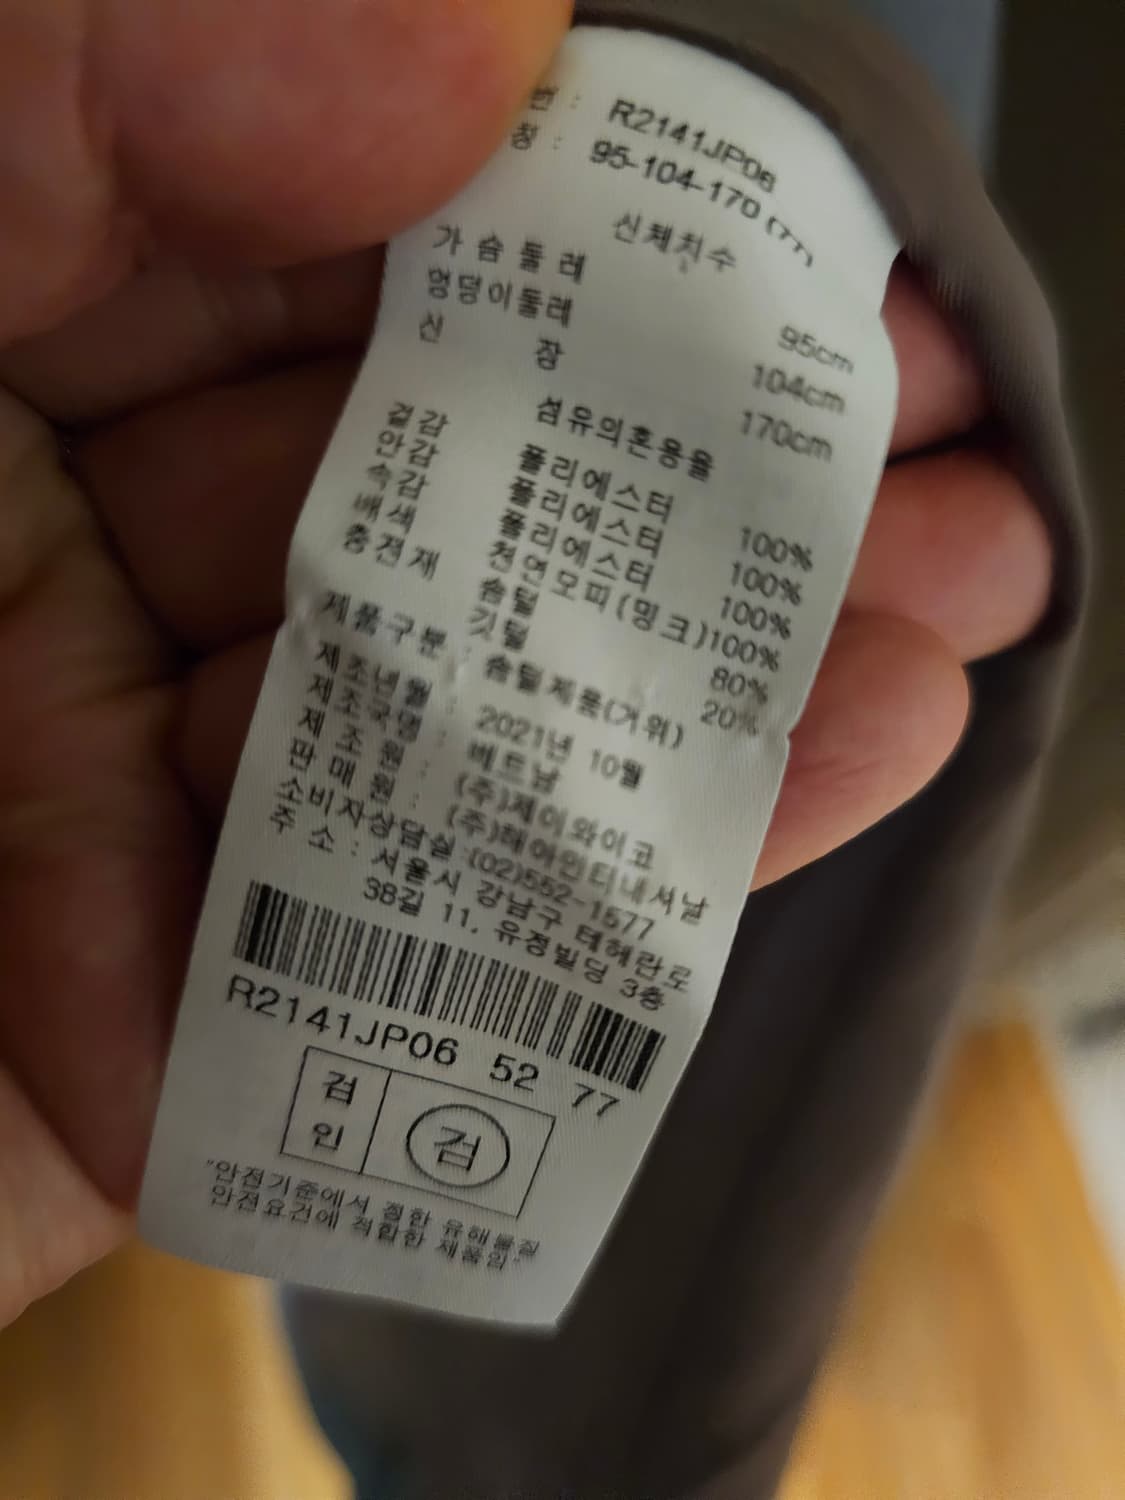 번 : R2141JP06
칭 : 95-104-170 (77)
신체치수
가슴둘레 95cm
엉덩이둘레 104cm
신 장 170cm
섬유의혼용율
겉감 폴리에스터 100%
안감 폴리에스터 100%
속감 폴리에스터 100%
배색 천연모피(밍크)100%
충전재 솜털 80%
깃털 20%
제품구분 : 솜털제품(거위)
제조년월 : 2021년 10월
제조국명 : 베트남
제 조 원 : (주)제이와이코
판 매 원 : (주)헤어인터내셔날
소비자상담실:(02)552-1577
주 소 : 서울시 강남구 테헤란로
38길 11, 유정빌딩 3층
R2141JP06 52 77
검인 검
"안전기준에서 정한 유해물질
안전요건에 적합한 제품임"